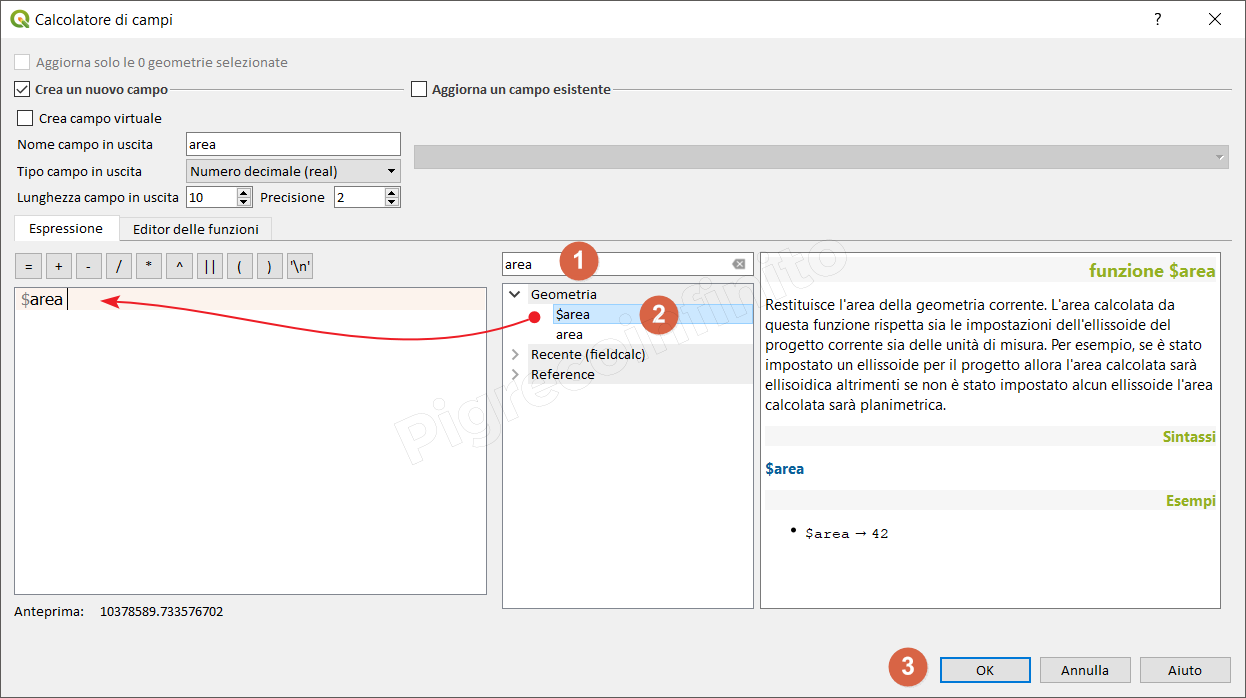 Calcolatore di campi
?
Aggiorna solo le 0 geometrie selezionate
Crea un nuovo campo
Aggiorna un campo esistente
Crea campo virtuale
Nome campo in uscita area
Tipo campo in uscita Numero decimale (real)
Lunghezza campo in uscita 10 Precisione 2
Espressione Editor delle funzioni
= + - / * ^ || ( ) '\n'
$area
area
1
Geometria
$area
2
area
Recente (fieldcalc)
Reference
funzione $area
Restituisce l'area della geometria corrente. L'area calcolata da
questa funzione rispetta sia le impostazioni dell'ellissoide del
progetto corrente sia delle unità di misura. Per esempio, se è stato
impostato un ellissoide per il progetto allora l'area calcolata sarà
ellisoidica altrimenti se non è stato impostato alcun ellissoide l'area
calcolata sarà planimetrica.
Sintassi
$area
Esempi
• $area → 42
Pigrecoinfinito
Anteprima: 10378589.733576702
3
OK Annulla Aiuto